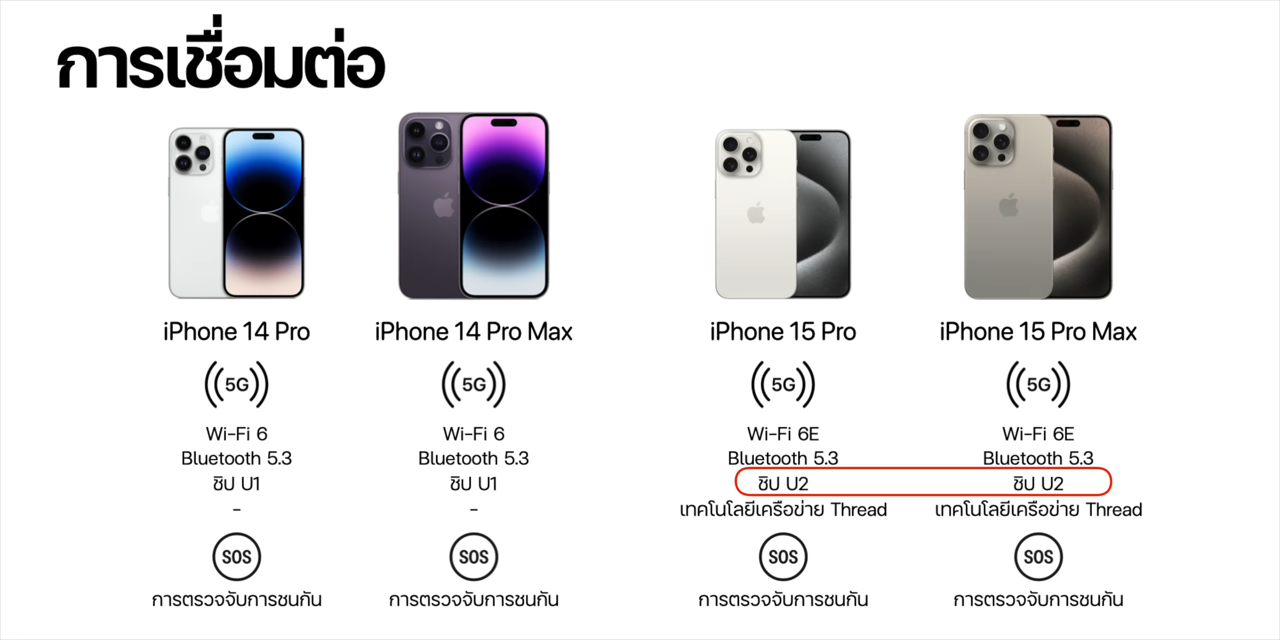 การเชื่อมต่อ
iPhone 14 Pro
iPhone 14 Pro Max
iPhone 15 Pro
iPhone 15 Pro Max
5G
5G
5G
5G
Wi-Fi 6
Wi-Fi 6
Wi-Fi 6E
Wi-Fi 6E
Bluetooth 5.3
Bluetooth 5.3
Bluetooth 5.3
Bluetooth 5.3
ชิป U1
ชิป U1
ชิป U2
ชิป U2
-
-
เทคโนโลยีเครือข่าย Thread
เทคโนโลยีเครือข่าย Thread
SOS
SOS
SOS
SOS
การตรวจจับการชนกัน
การตรวจจับการชนกัน
การตรวจจับการชนกัน
การตรวจจับการชนกัน